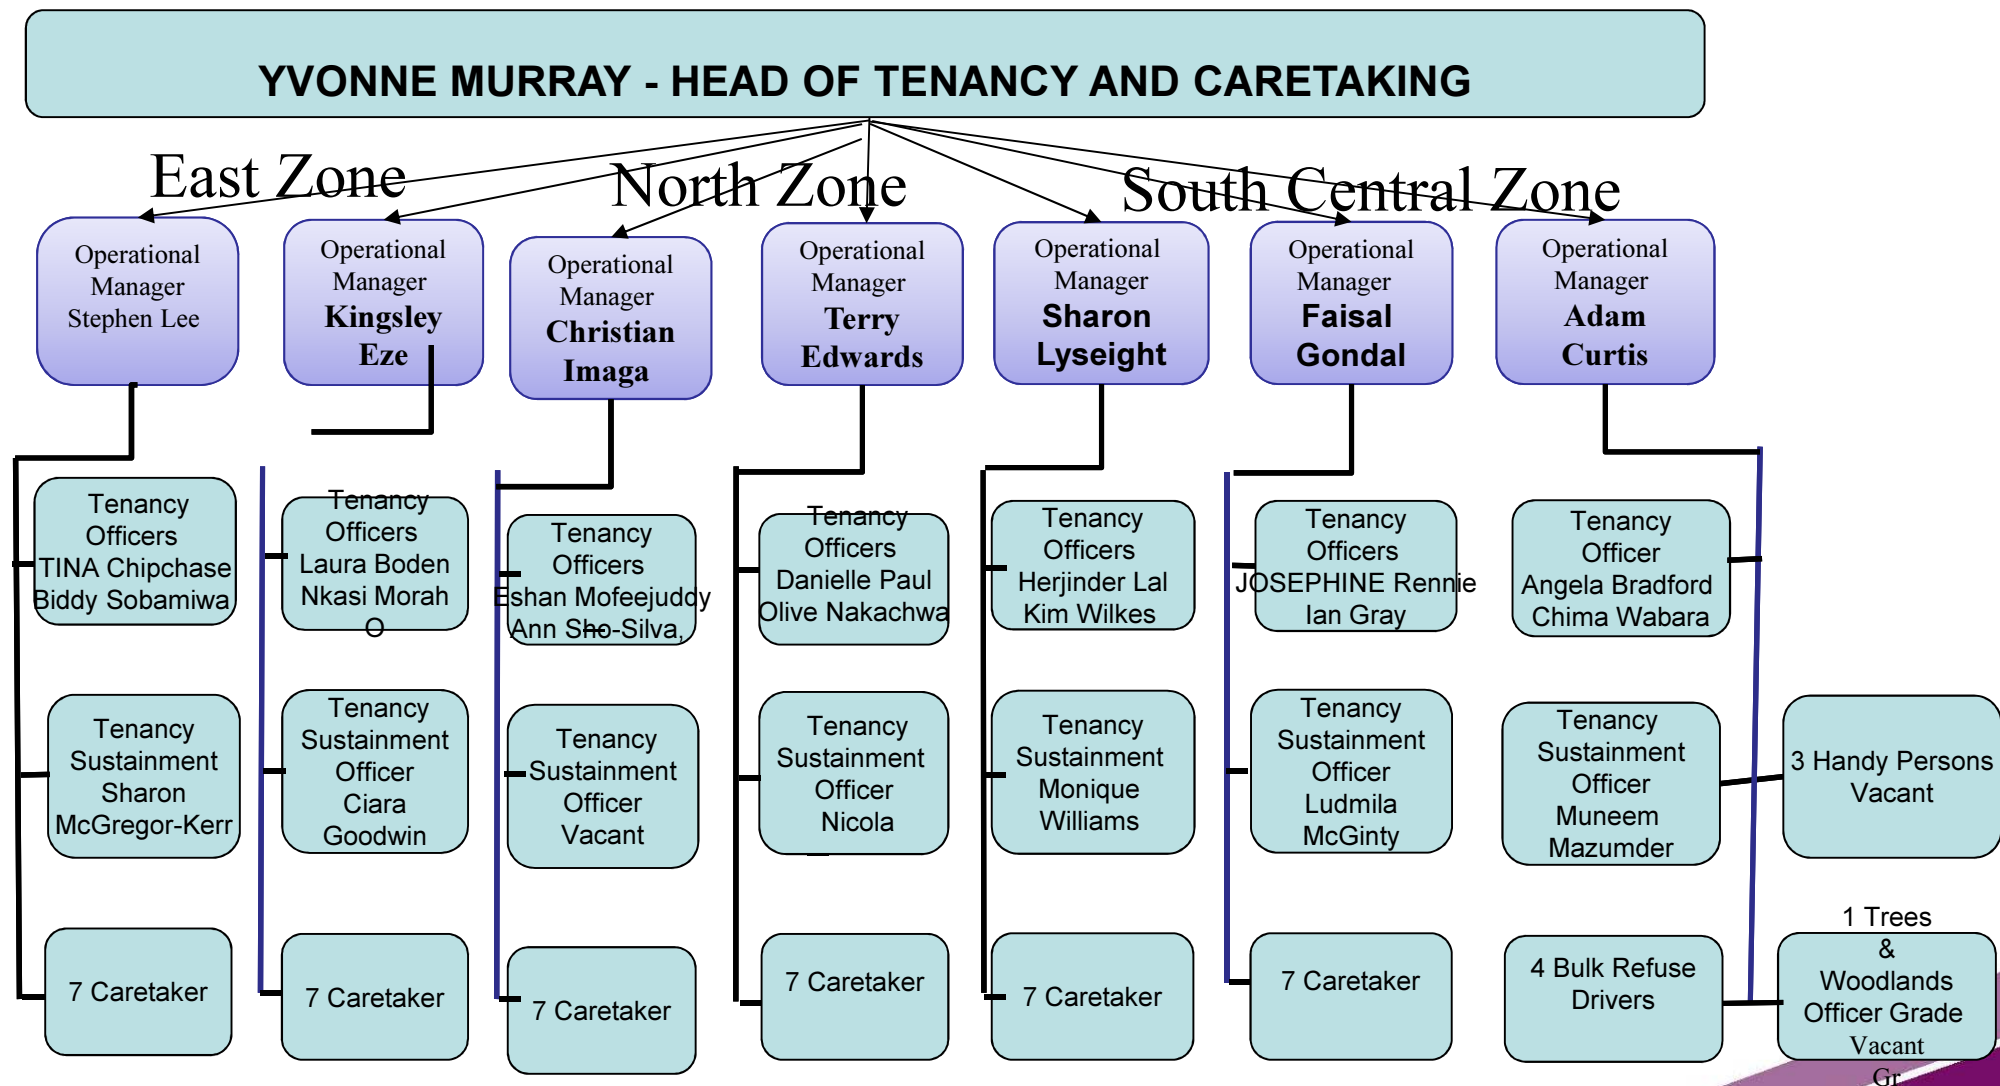 YVONNE MURRAY - HEAD OF TENANCY AND CARETAKING
East Zone
North Zone
South Central Zone
Operational
Manager
Stephen Lee
Operational
Manager
Kingsley
Eze
Operational
Manager
Christian
Imaga
Operational
Manager
Terry
Edwards
Operational
Manager
Sharon
Lyseight
Operational
Manager
Faisal
Gondal
Operational
Manager
Adam
Curtis
Tenancy
Officers
TINA Chipchase
Biddy Sobamiwa
Tenancy
Officers
Laura Boden
Nkasi Morah
O
Tenancy
Officers
Eshan Mofeejuddy
Ann Sho-Silva,
Tenancy
Officers
Danielle Paul
Olive Nakachwa
Tenancy
Officers
Herjinder Lal
Kim Wilkes
Tenancy
Officers
JOSEPHINE Rennie
Ian Gray
Tenancy
Officer
Angela Bradford
Chima Wabara
Tenancy
Sustainment
Sharon
McGregor-Kerr
Tenancy
Sustainment
Officer
Ciara
Goodwin
Tenancy
Sustainment
Officer
Vacant
Tenancy
Sustainment
Officer
Nicola
Tenancy
Sustainment
Monique
Williams
Tenancy
Sustainment
Officer
Ludmila
McGinty
Tenancy
Sustainment
Officer
Muneem
Mazumder
3 Handy Persons
Vacant
7 Caretaker
7 Caretaker
7 Caretaker
7 Caretaker
7 Caretaker
7 Caretaker
4 Bulk Refuse
Drivers
1 Trees
&
Woodlands
Officer Grade
Vacant
Gr